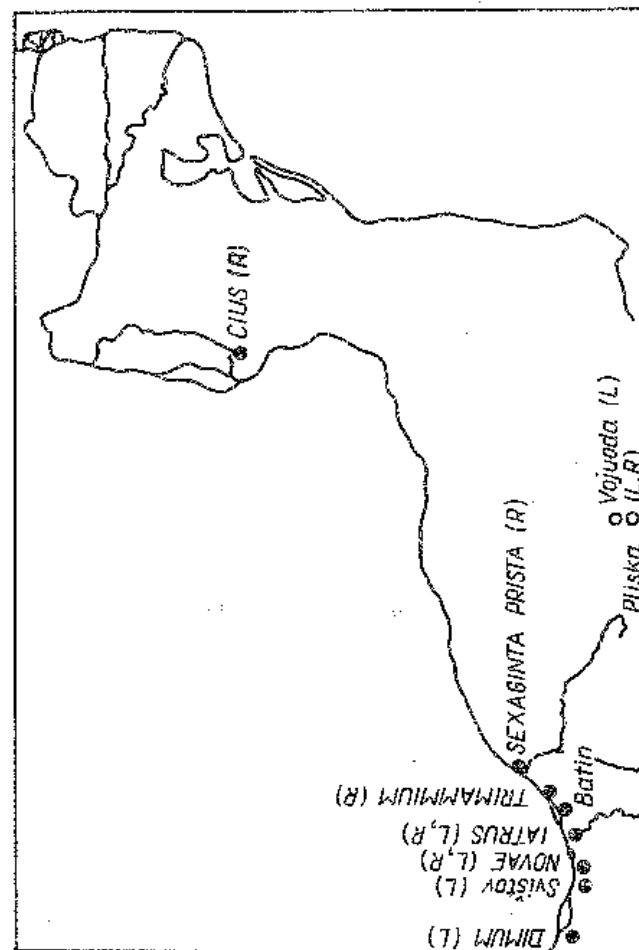 CIUS (R)
SEXAGINTA PRISTA (R)
TRIMAMMIUM (R)
Batin
IATRUS (L,R)
NOVAE (L,R)
Svištov (L)
DIMUM (L)
Vojvoda (L)
Pliska (L,R)